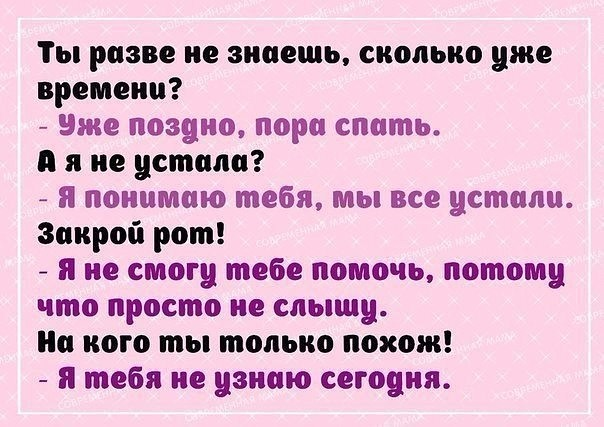 Ты разве не знаешь, сколько уже
времени?
- Уже поздно, пора спать.
А я не устала?
- Я понимаю тебя, мы все устали.
Закрой рот!
- Я не смогу тебе помочь, потому
что просто не слышу.
На кого ты только похож!
- Я тебя не узнаю сегодня.